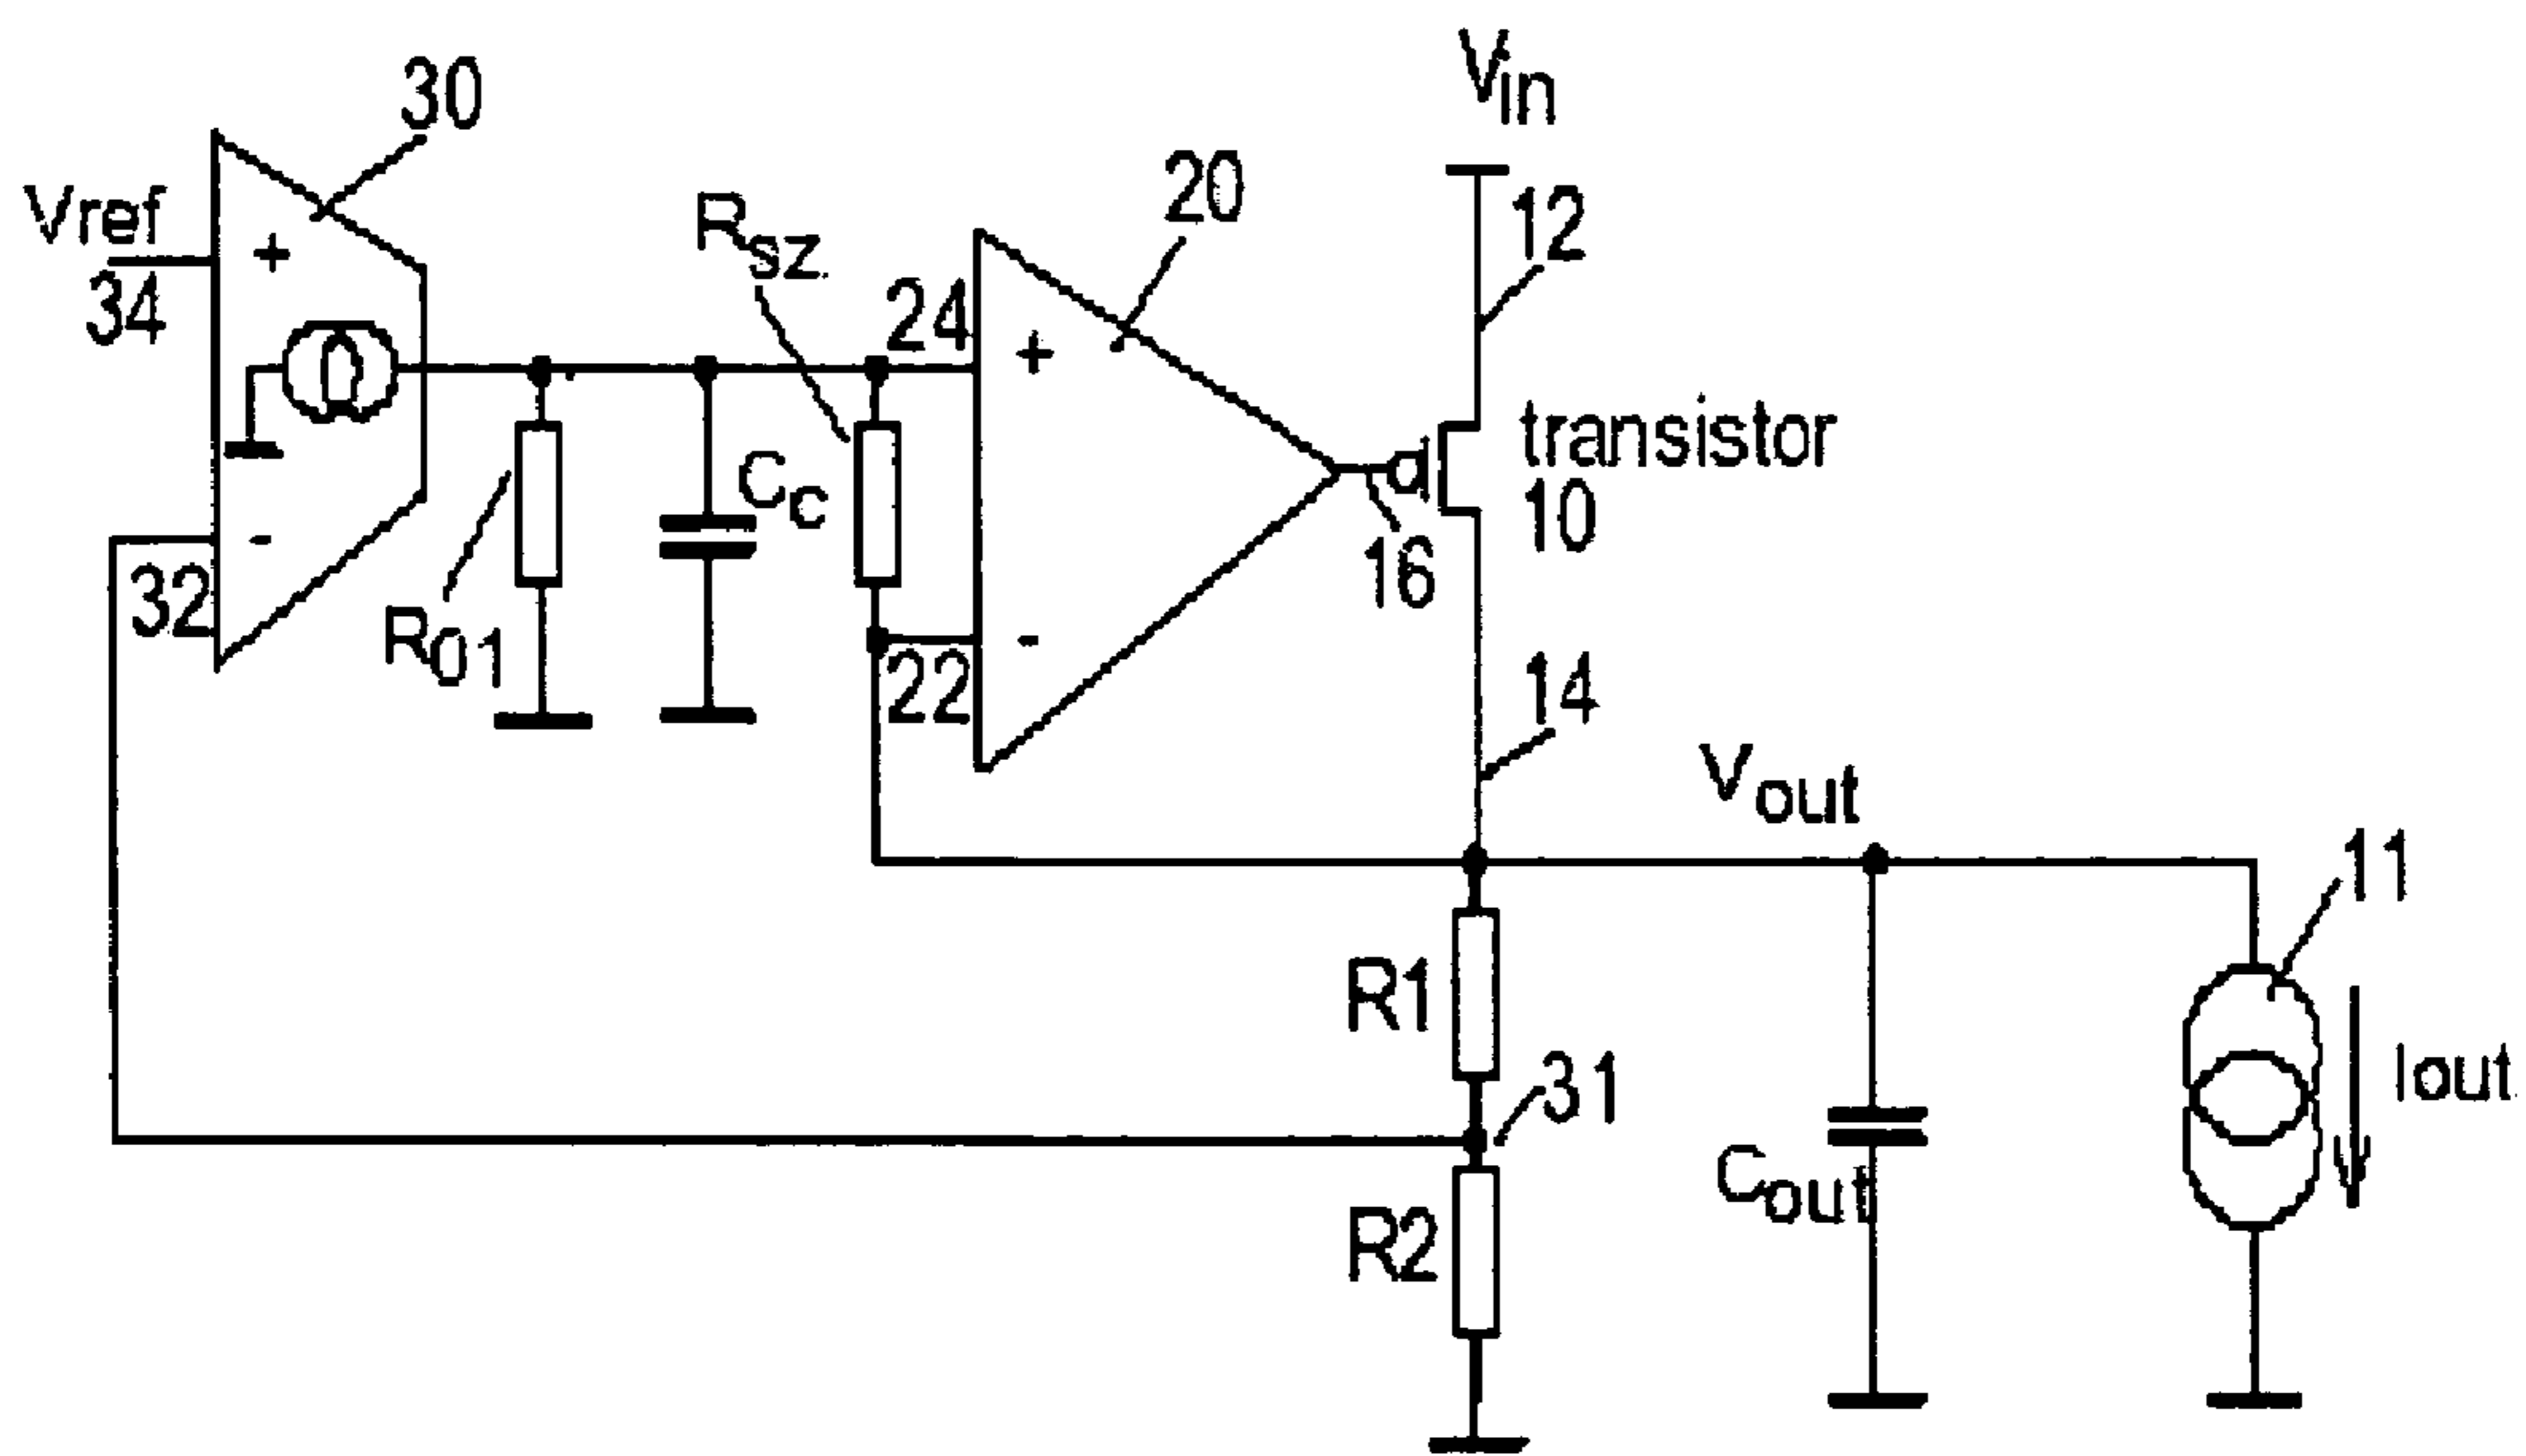 30
Vin
Vref
34
+
Rsz
20
12
24
+
transistor
10
Cc
16
-
32
R01
-
22
14
Vout
11
R1
31
Iout
Cout
R2